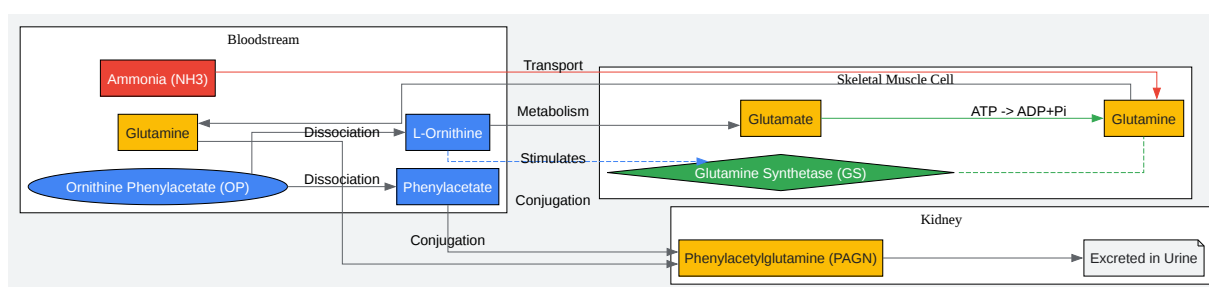 Bloodstream
Ammonia (NH3)
Transport
Skeletal Muscle Cell
Glutamine
Dissociation
L-Ornithine
Metabolism
Glutamate
ATP -> ADP+Pi
Glutamine
Ornithine Phenylacetate (OP)
Dissociation
Phenylacetate
Stimulates
Glutamine Synthetase (GS)
Conjugation
Kidney
Conjugation
Phenylacetylglutamine (PAGN)
Excreted in Urine